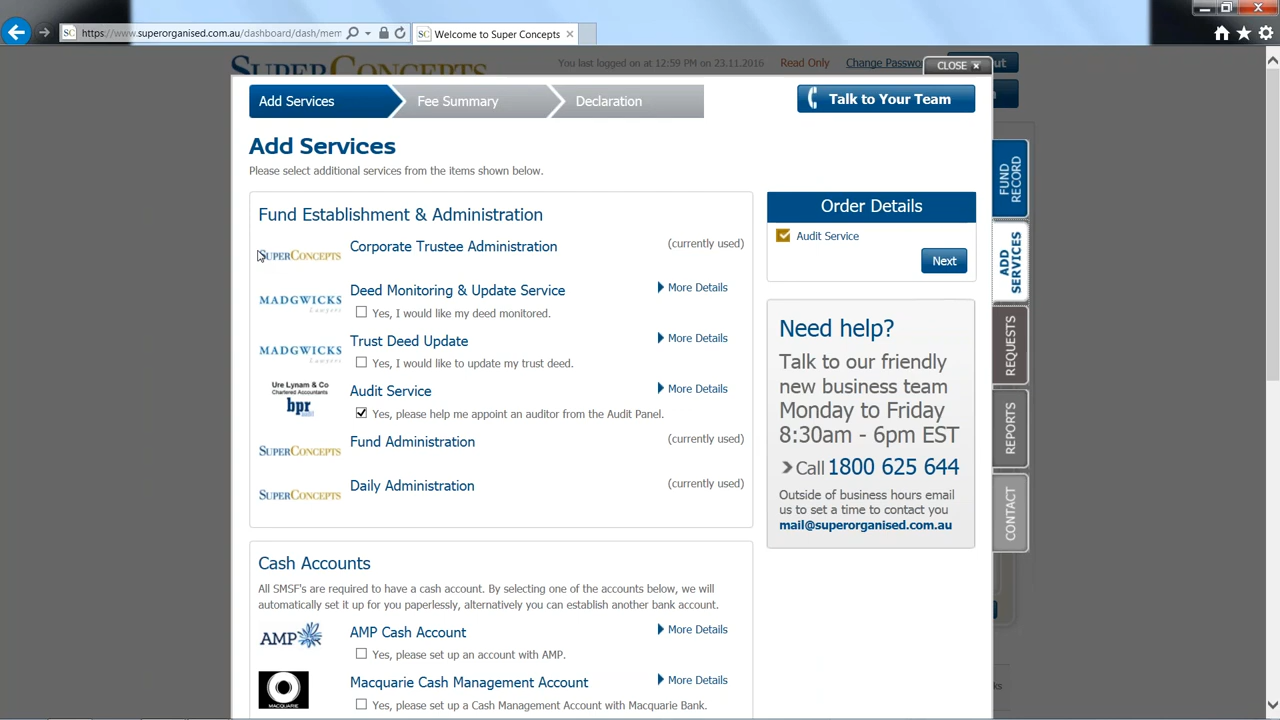 SC https://www.superorganised.com.au/dashboard/dash/mem
SC Welcome to Super Concepts
SUPERCONCEPTS
You last logged on at 12:59 PM on 23.11.2016
Read Only
CLOSE ×
Add Services
Fee Summary
Declaration
Talk to Your Team
Add Services
Please select additional services from the items shown below.
Fund Establishment & Administration
SUPERCONCEPTS
Corporate Trustee Administration
(currently used)
MADGWICKS
Lawyers
Deed Monitoring & Update Service
More Details
Yes, I would like my deed monitored.
MADGWICKS
Lawyers
Trust Deed Update
More Details
Yes, I would like to update my trust deed.
Ure Lynam & Co
Chartered Accountants
bpr
Audit Service
More Details
Yes, please help me appoint an auditor from the Audit Panel.
SUPERCONCEPTS
Fund Administration
(currently used)
SUPERCONCEPTS
Daily Administration
(currently used)
Cash Accounts
All SMSF's are required to have a cash account. By selecting one of the accounts below, we will
automatically set it up for you paperlessly, alternatively you can establish another bank account.
AMP
AMP Cash Account
More Details
Yes, please set up an account with AMP.
MACQUARIE
Macquarie Cash Management Account
More Details
Yes, please set up a Cash Management Account with Macquarie Bank.
Order Details
Audit Service
Next
Need help?
Talk to our friendly
new business team
Monday to Friday
8:30am - 6pm EST
Call 1800 625 644
Outside of business hours email
us to set a time to contact you
mail@superorganised.com.au
FUND
RECORD
ADD
SERVICES
REQUESTS
REPORTS
CONTACT